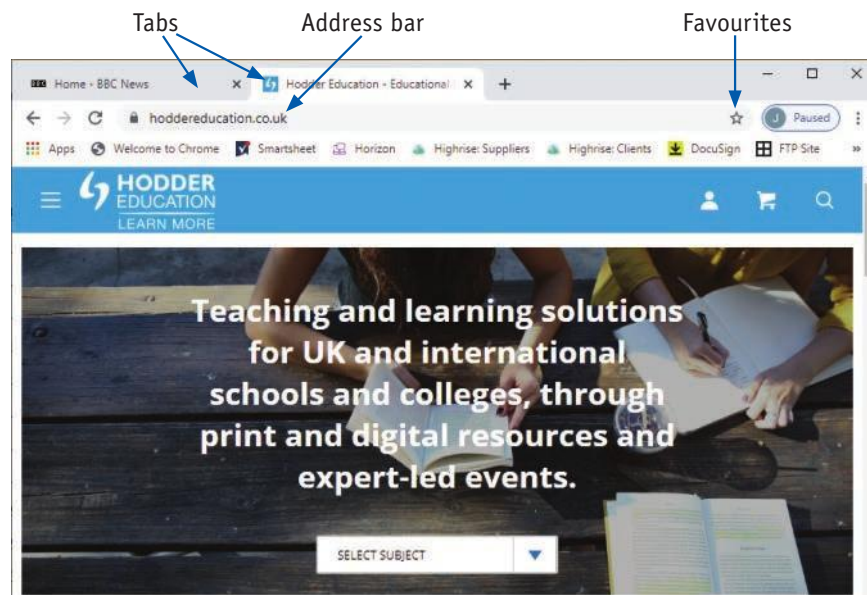 Tabs Address bar Favourites
BBC Home - BBC News Hodder Education - Educational
hoddereducation.co.uk J Paused
Apps Welcome to Chrome Smartsheet Horizon Highrise: Suppliers Highrise: Clients DocuSign FTP Site »
HODDER
EDUCATION
LEARN MORE
Teaching and learning solutions
for UK and international
schools and colleges, through
print and digital resources and
expert-led events.
SELECT SUBJECT